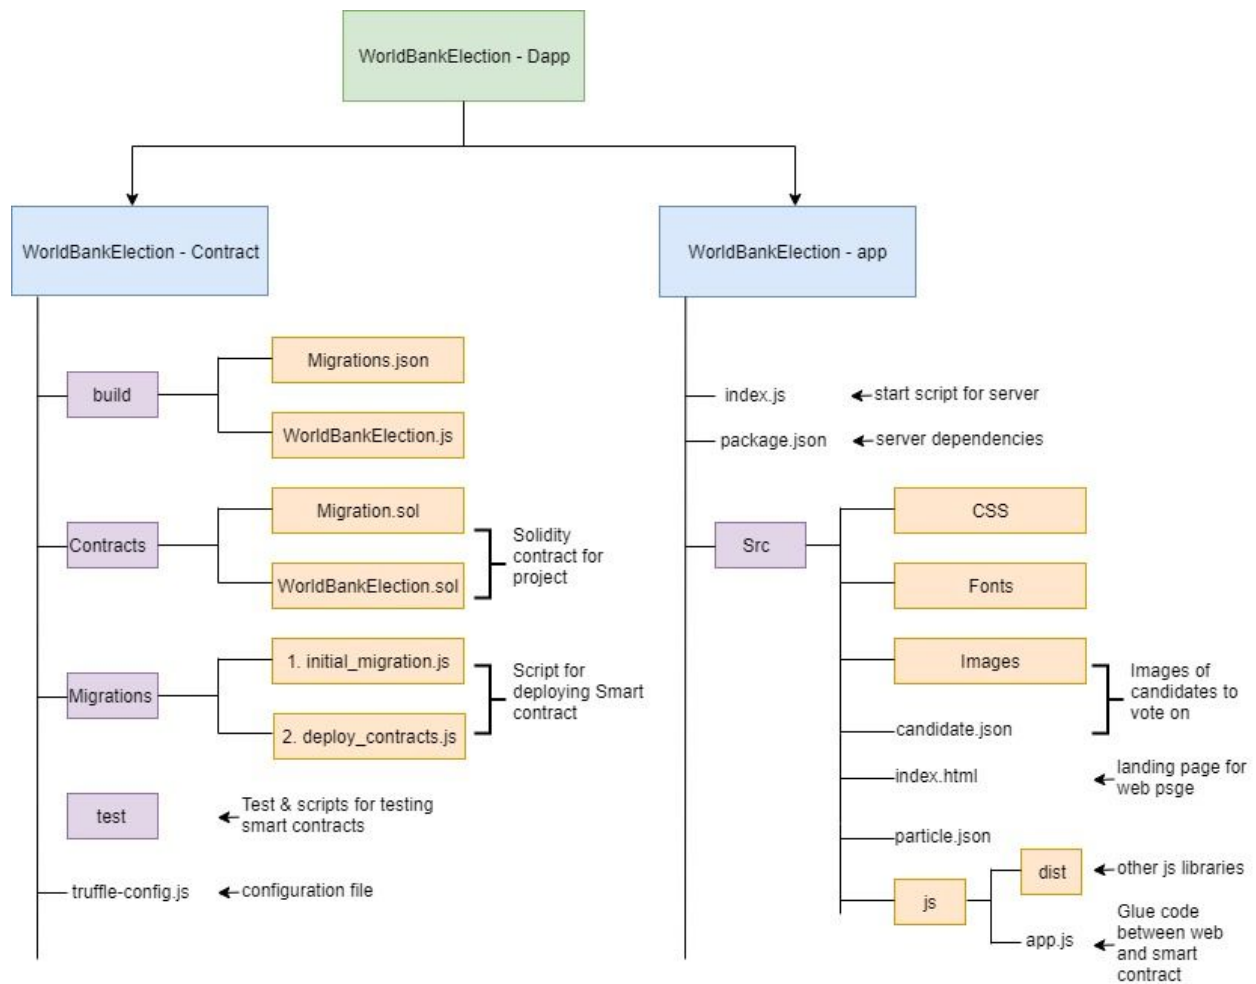 WorldBankElection - Dapp
WorldBankElection - Contract
WorldBankElection - app
build
Migrations.json
WorldBankElection.js
Contracts
Migration.sol
WorldBankElection.sol
Solidity
contract for
project
Migrations
1. initial_migration.js
2. deploy_contracts.js
Script for
deploying Smart
contract
test
Test & scripts for testing
smart contracts
truffle-config.js
configuration file
index.js
start script for server
package.json
server dependencies
Src
CSS
Fonts
Images
candidate.json
Images of
candidates to
vote on
index.html
landing page for
web psge
particle.json
js
dist
other js libraries
app.js
Glue code
between web
and smart
contract